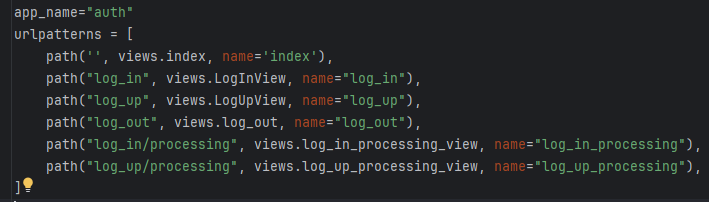 app_name="auth"
urlpatterns = [
    path('', views.index, name='index'),
    path("log_in", views.LogInView, name="log_in"),
    path("log_up", views.LogUpView, name="log_up"),
    path("log_out", views.log_out, name="log_out"),
    path("log_in/processing", views.log_in_processing_view, name="log_in_processing"),
    path("log_up/processing", views.log_up_processing_view, name="log_up_processing"),
]